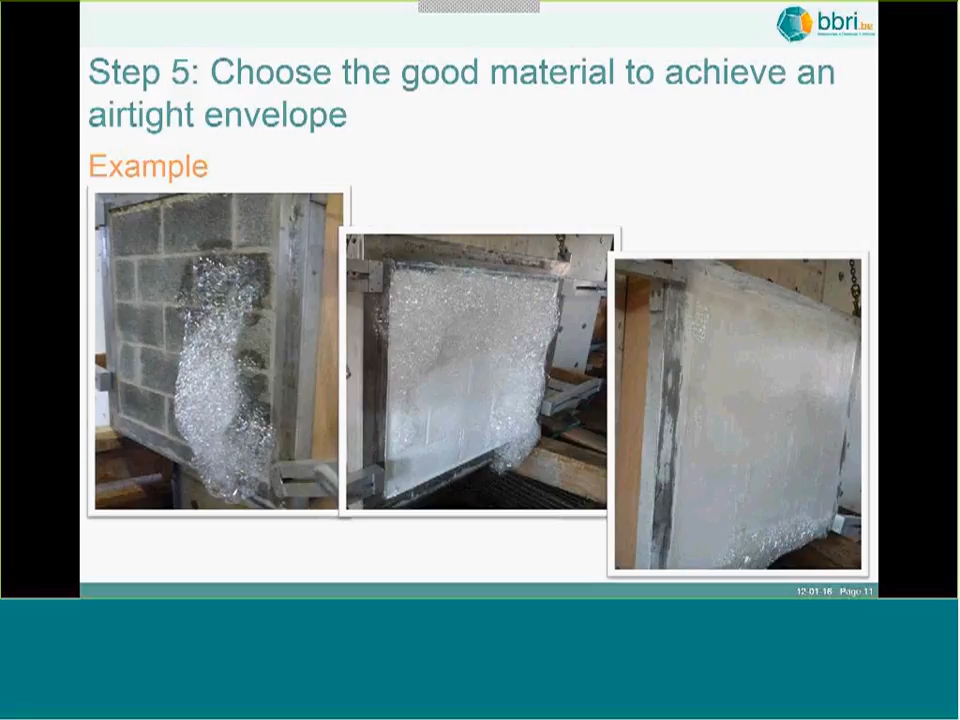 bbri.be
Step 5: Choose the good material to achieve an
airtight envelope
Example
12-01-16 Page 11